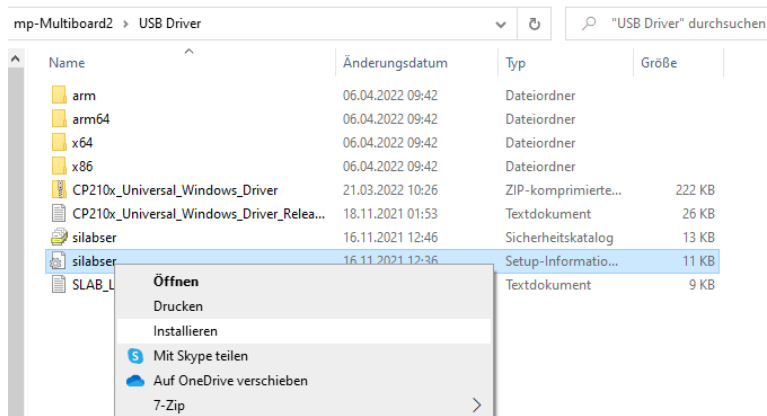 mp-Multiboard2 > USB Driver "USB Driver" durchsuchen
Name Änderungsdatum Typ Größe
arm 06.04.2022 09:42 Dateiordner
arm64 06.04.2022 09:42 Dateiordner
x64 06.04.2022 09:42 Dateiordner
x86 06.04.2022 09:42 Dateiordner
CP210x_Universal_Windows_Driver 21.03.2022 10:26 ZIP-komprimierte... 222 KB
CP210x_Universal_Windows_Driver_Relea... 18.11.2021 01:53 Textdokument 26 KB
silabser 16.11.2021 12:46 Sicherheitskatalog 13 KB
silabser 16.11.2021 12:36 Setup-Informatio... 11 KB
SLAB_L Textdokument 9 KB
Öffnen
Drucken
Installieren
Mit Skype teilen
Auf OneDrive verschieben
7-Zip